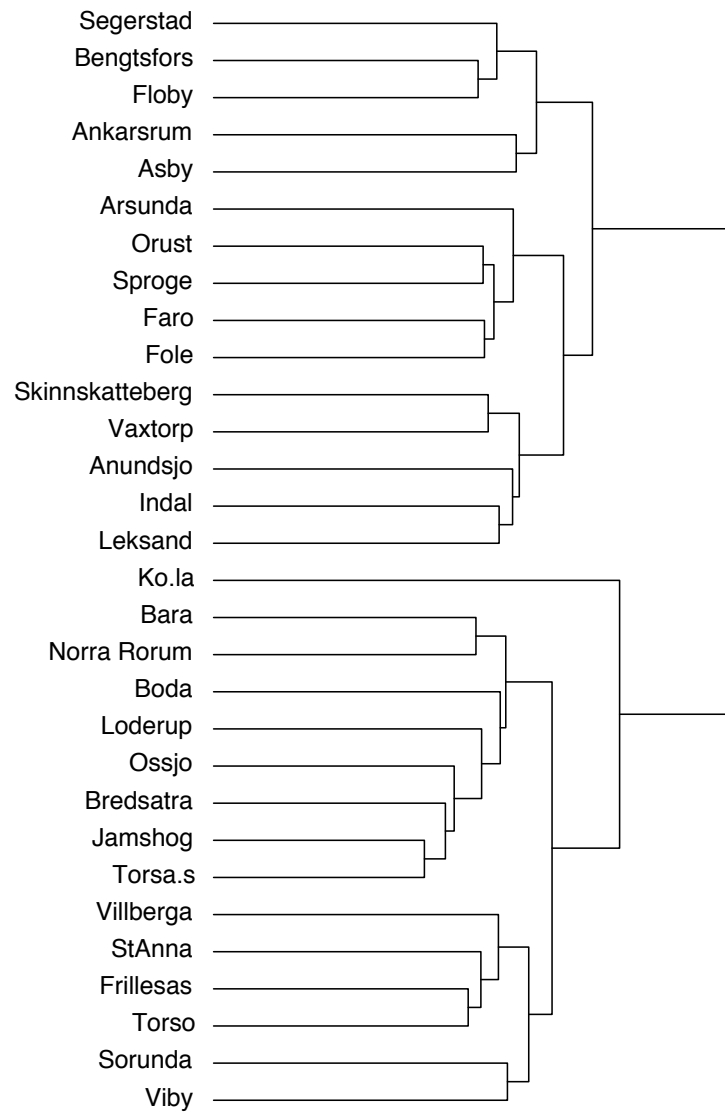 Segerstad
Bengtsfors
Floby
Ankarsrum
Asby
Arsunda
Orust
Sproge
Faro
Fole
Skinnskatteberg
Vaxtorp
Anundsjo
Indal
Leksand
Ko.la
Bara
Norra Rorum
Boda
Loderup
Ossjo
Bredsatra
Jamshog
Torsa.s
Villberga
StAnna
Frillesas
Torso
Sorunda
Viby